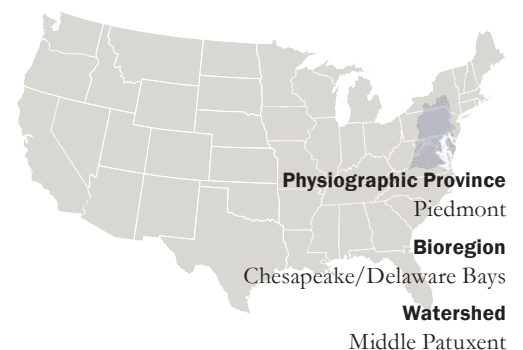 Physiographic Province
Piedmont
Bioregion
Chesapeake/Delaware Bays
Watershed
Middle Patuxent